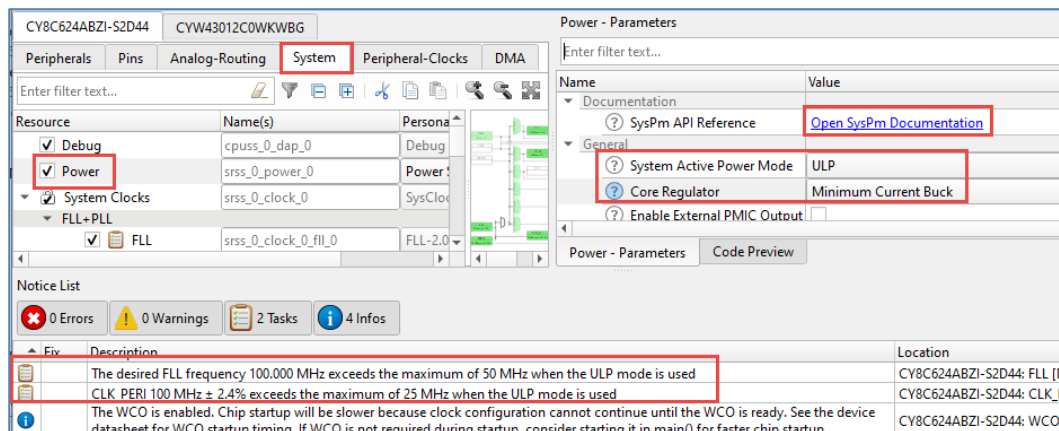 CY8C624ABZI-S2D44 CYW43012C0WKWBG
Peripherals Pins Analog-Routing System Peripheral-Clocks DMA
Enter filter text...
Resource Name(s) Persona
Debug cpuss_0_dap_0 Debug
Power srss_0_power_0 Power S
System Clocks srss_0_clock_0 SysCloc
FLL+PLL
FLL srss_0_clock_0_fll_0 FLL-2.0
Power - Parameters
Enter filter text...
Name Value
Documentation
? SysPm API Reference Open SysPm Documentation
General
? System Active Power Mode ULP
? Core Regulator Minimum Current Buck
? Enable External PMIC Output
Power - Parameters Code Preview
Notice List
0 Errors 0 Warnings 2 Tasks 4 Infos
Fix Description Location
The desired FLL frequency 100.000 MHz exceeds the maximum of 50 MHz when the ULP mode is used CY8C624ABZI-S2D44: FLL
CLK_PERI 100 MHz ± 2.4% exceeds the maximum of 25 MHz when the ULP mode is used CY8C624ABZI-S2D44: CLK_
The WCO is enabled. Chip startup will be slower because clock configuration cannot continue until the WCO is ready. See the device CY8C624ABZI-S2D44: WCO
datasheet for WCO startup timing. If WCO is not required during startup, consider starting it in main() for faster chip startup